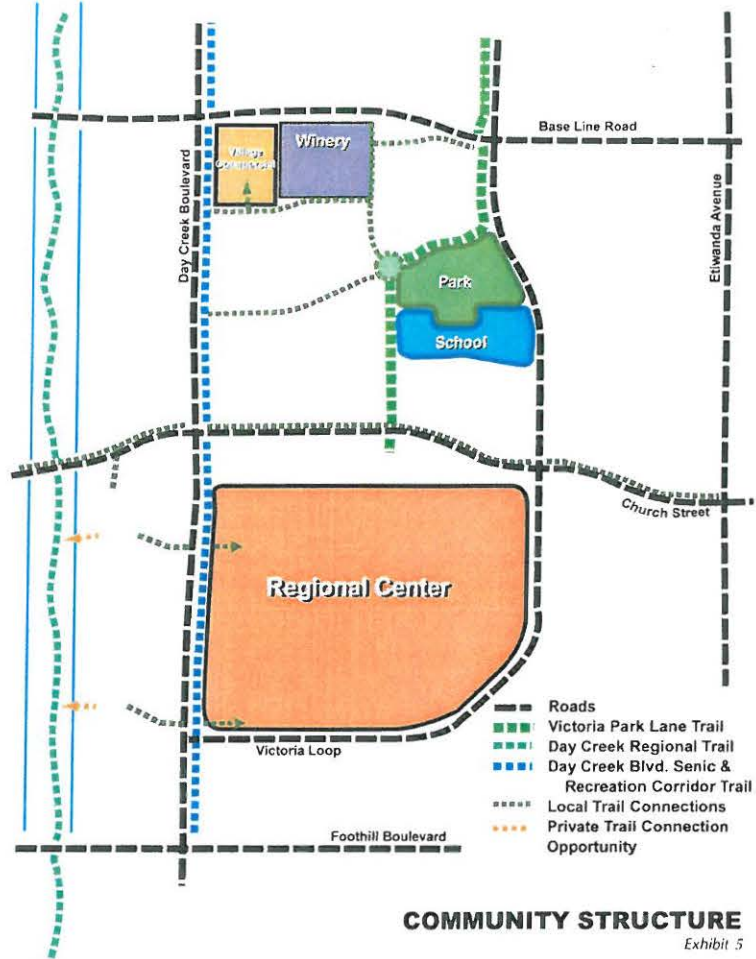 Base Line Road
Winery
Village
Commercial
Day Creek Boulevard
Etiwanda Avenue
Park
School
Church Street
Regional Center
Victoria Loop
Foothill Boulevard
Roads
Victoria Park Lane Trail
Day Creek Regional Trail
Day Creek Blvd. Senic &
Recreation Corridor Trail
Local Trail Connections
Private Trail Connection
Opportunity
COMMUNITY STRUCTURE
Exhibit 5